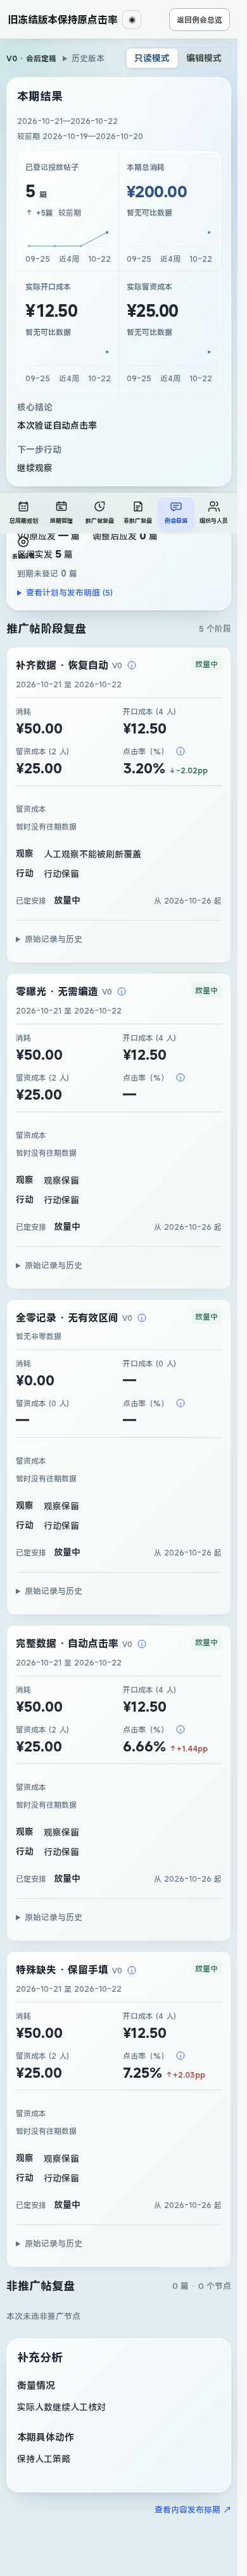 旧冻结版本保持原点击率
返回例会总览
V0 · 会后定稿 ▶ 历史版本 只读模式 编辑模式
本期结果
2026-10-21—2026-10-22
较前期 2026-10-19—2026-10-20
已登记投放帖子 本期总消耗
5 篇 ¥200.00
↑ +5篇 较前期 暂无可比数据
09-25 近4周 10-22 09-25 近4周 10-22
实际开口成本 实际留资成本
¥12.50 ¥25.00
暂无可比数据 暂无可比数据
09-25 近4周 10-22 09-25 近4周 10-22
核心结论
本次验证自动点击率
下一步行动
继续观察
总周期规划 排期管理 推广帖复盘 非推广复盘 例会总览 组织与人员
V0原应发 — 篇 调整后应发 0 篇
实发 5 篇
到期未登记 0 篇
▶ 查看计划与发布明细 (5)
推广帖阶段复盘 5 个阶段
补齐数据 · 恢复自动 V0 放量中
2026-10-21 至 2026-10-22
消耗 开口成本 (4 人)
¥50.00 ¥12.50
留资成本 (2 人) 点击率（%）
¥25.00 3.20% ↓-2.02pp
留资成本
暂时没有往期数据
观察 人工观察不能被刷新覆盖
行动 行动保留
已定安排 放量中 从 2026-10-26 起
▶ 原始记录与历史
零曝光 · 无需编造 V0 放量中
2026-10-21 至 2026-10-22
消耗 开口成本 (4 人)
¥50.00 ¥12.50
留资成本 (2 人) 点击率（%）
¥25.00 —
留资成本
暂时没有往期数据
观察 观察保留
行动 行动保留
已定安排 放量中 从 2026-10-26 起
▶ 原始记录与历史
全零记录 · 无有效区间 V0 放量中
暂无非零数据
消耗 开口成本 (0 人)
¥0.00 —
留资成本 (0 人) 点击率（%）
— —
留资成本
暂时没有往期数据
观察 观察保留
行动 行动保留
已定安排 放量中 从 2026-10-26 起
▶ 原始记录与历史
完整数据 · 自动点击率 V0 放量中
2026-10-21 至 2026-10-22
消耗 开口成本 (4 人)
¥50.00 ¥12.50
留资成本 (2 人) 点击率（%）
¥25.00 6.66% ↑+1.44pp
留资成本
暂时没有往期数据
观察 观察保留
行动 行动保留
已定安排 放量中 从 2026-10-26 起
▶ 原始记录与历史
特殊缺失 · 保留手填 V0 放量中
2026-10-21 至 2026-10-22
消耗 开口成本 (4 人)
¥50.00 ¥12.50
留资成本 (2 人) 点击率（%）
¥25.00 7.25% ↑+2.03pp
留资成本
暂时没有往期数据
观察 观察保留
行动 行动保留
已定安排 放量中 从 2026-10-26 起
▶ 原始记录与历史
非推广帖复盘 0 篇 · 0 个节点
本次未选非推广节点
补充分析
衡量情况
实际人数继续人工核对
本期具体动作
保持人工策略
查看内容发布排期 ↗